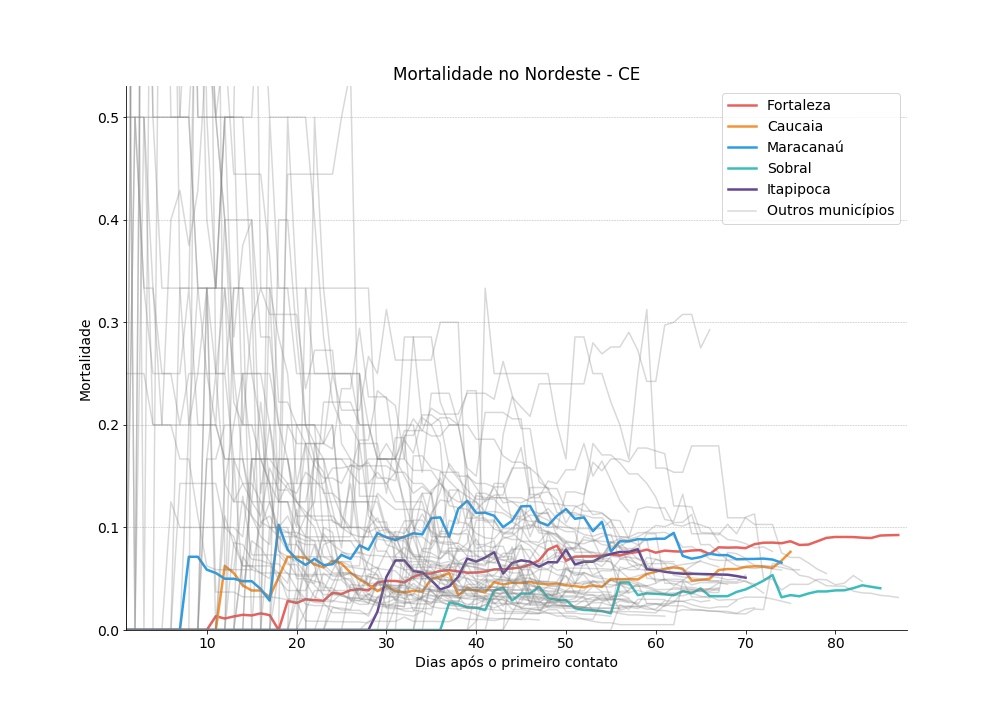 Mortalidade no Nordeste - CE
Fortaleza
Caucaia
Maracanaú
Sobral
Itapipoca
Outros municípios
Mortalidade
0.5
0.4
0.3
0.2
0.1
0.0
10 20 30 40 50 60 70 80
Dias após o primeiro contato